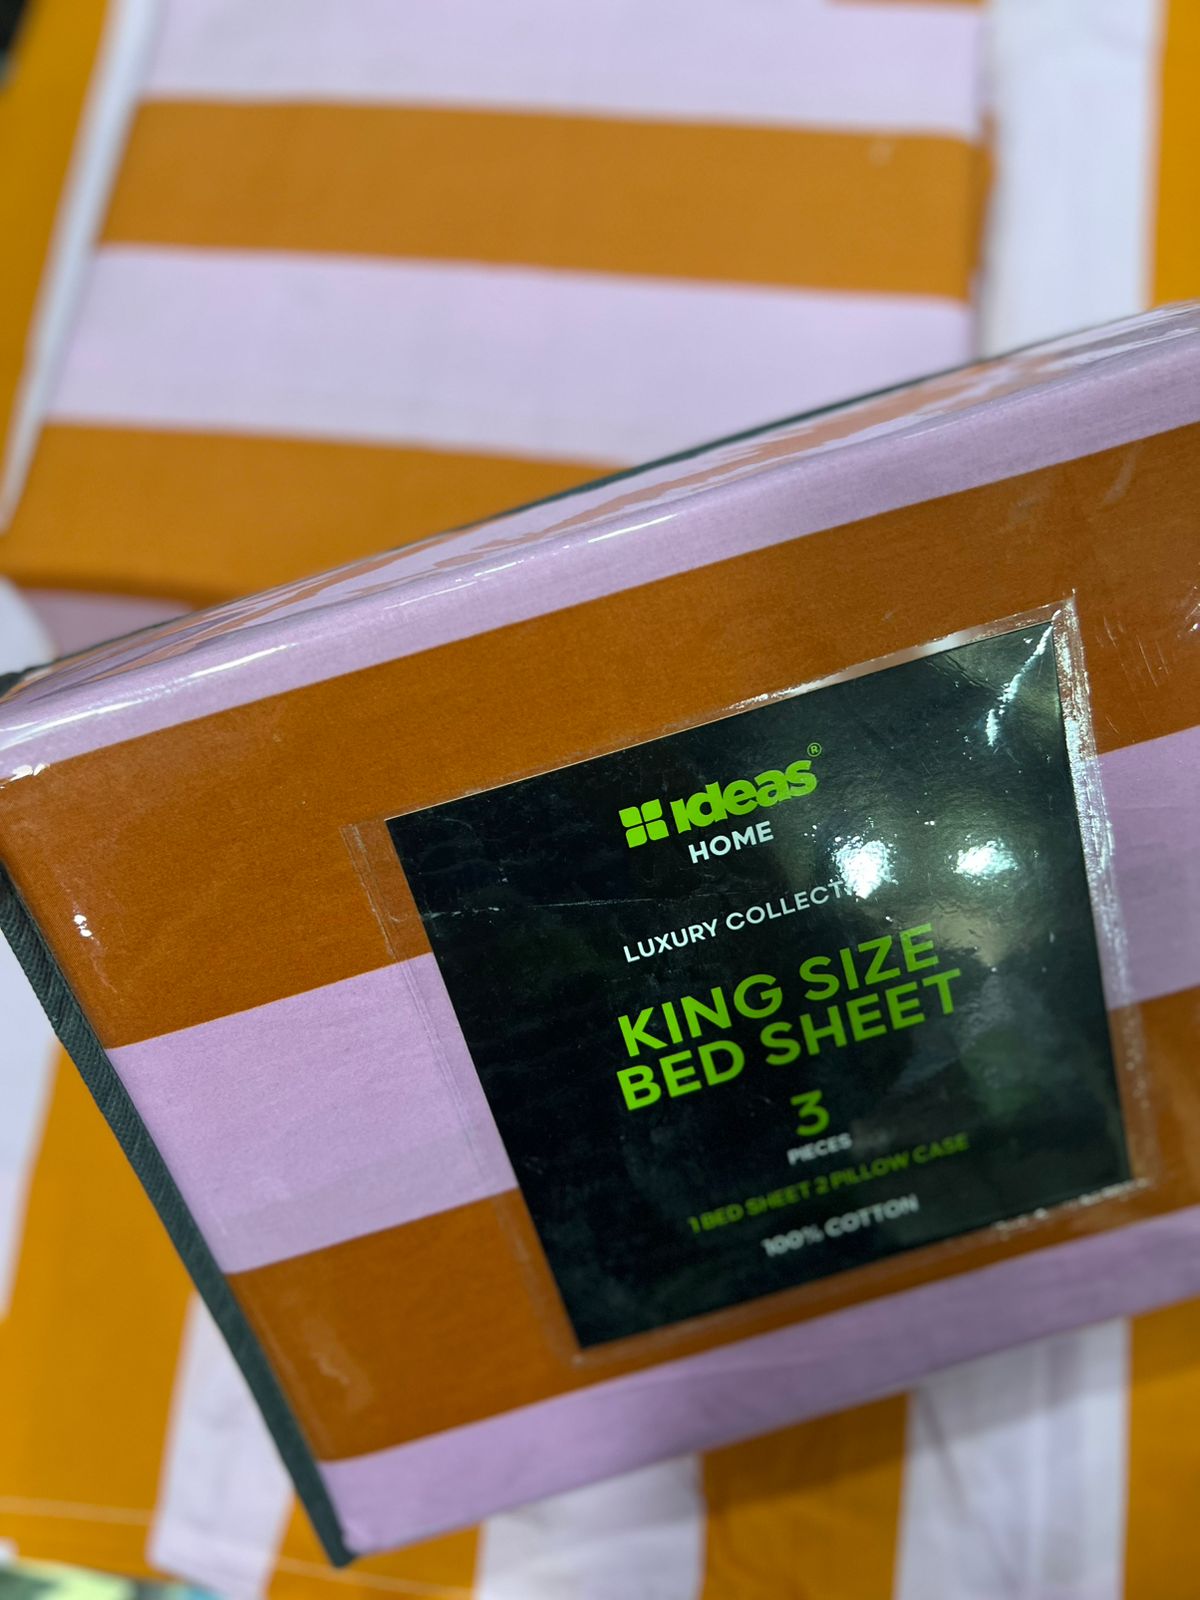 ideas®
HOME
LUXURY COLLECT
KING SIZE
BED SHEET
3
PIECES
1 BED SHEET 2 PILLOW CASE
100% COTTON